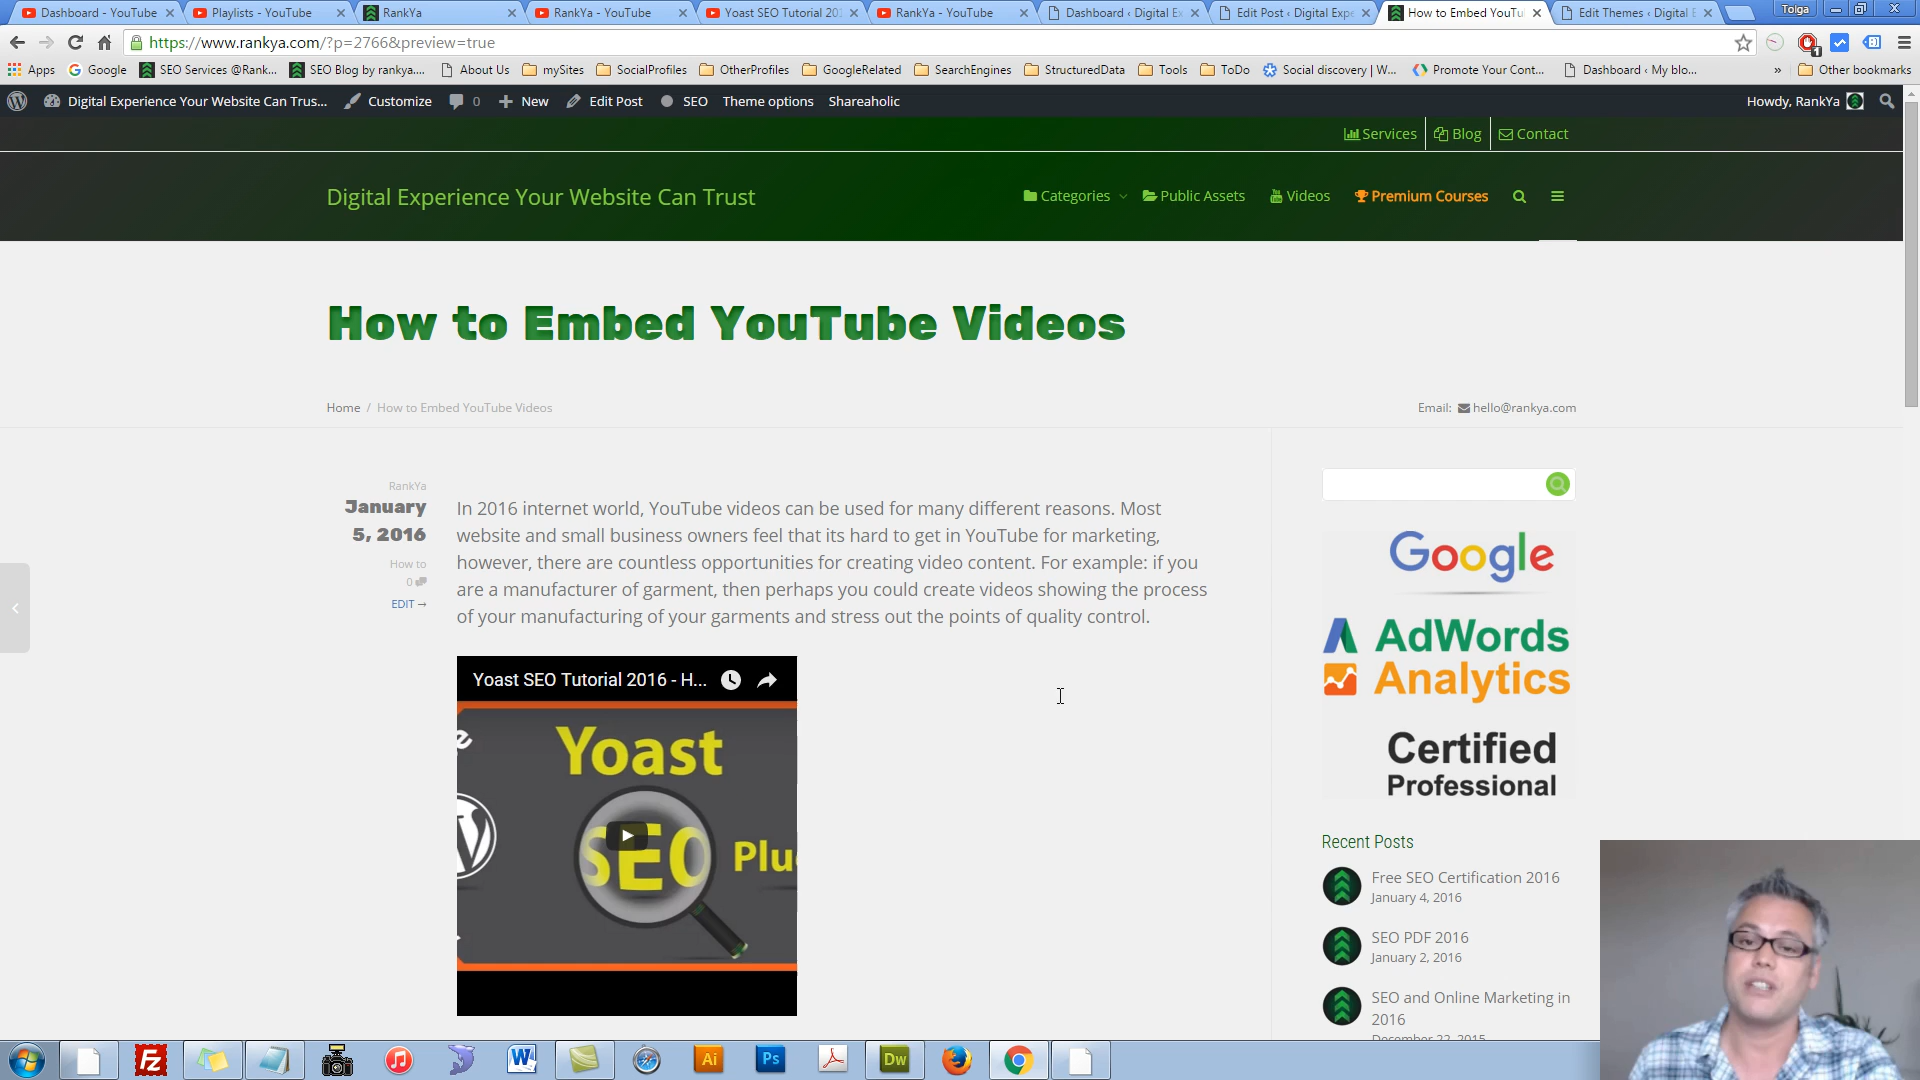 Dashboard - YouTube
Playlists - YouTube
RankYa
RankYa - YouTube
Yoast SEO Tutorial 201
RankYa - YouTube
Dashboard ‹ Digital Ex
Edit Post ‹ Digital Expe
How to Embed YouTu
Edit Themes ‹ Digital E
Tolga
https://www.rankya.com/?p=2766&preview=true
1
Apps
Google
SEO Services @Rank...
SEO Blog by rankya....
About Us
mySites
SocialProfiles
OtherProfiles
GoogleRelated
SearchEngines
StructuredData
Tools
ToDo
Social discovery | W...
Promote Your Cont...
Dashboard ‹ My blo...
»
Other bookmarks
Digital Experience Your Website Can Trus...
Customize
0
New
Edit Post
SEO
Theme options
Shareaholic
Howdy, RankYa
Services
Blog
Contact
Digital Experience Your Website Can Trust
Categories
Public Assets
Videos
Premium Courses
How to Embed YouTube Videos
Home / How to Embed YouTube Videos
Email: hello@rankya.com
RankYa
January
5, 2016
How to
0
EDIT →
In 2016 internet world, YouTube videos can be used for many different reasons. Most
website and small business owners feel that its hard to get in YouTube for marketing,
however, there are countless opportunities for creating video content. For example: if you
are a manufacturer of garment, then perhaps you could create videos showing the process
of your manufacturing of your garments and stress out the points of quality control.
Yoast SEO Tutorial 2016 - H...
Yoast
SEO Plu
Google
AdWords
Analytics
Certified
Professional
Recent Posts
Free SEO Certification 2016
January 4, 2016
SEO PDF 2016
January 2, 2016
SEO and Online Marketing in
2016
December 22, 2015
Fz
W
Ai
Ps
Dw